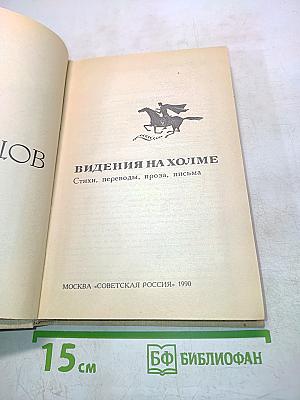 ЦОВ
ВИДЕНИЯ НА ХОЛМЕ
Стихи, переводы, проза, письма
МОСКВА «СОВЕТСКАЯ РОССИЯ» 1990
15 см
БФ БИБЛИОФАН